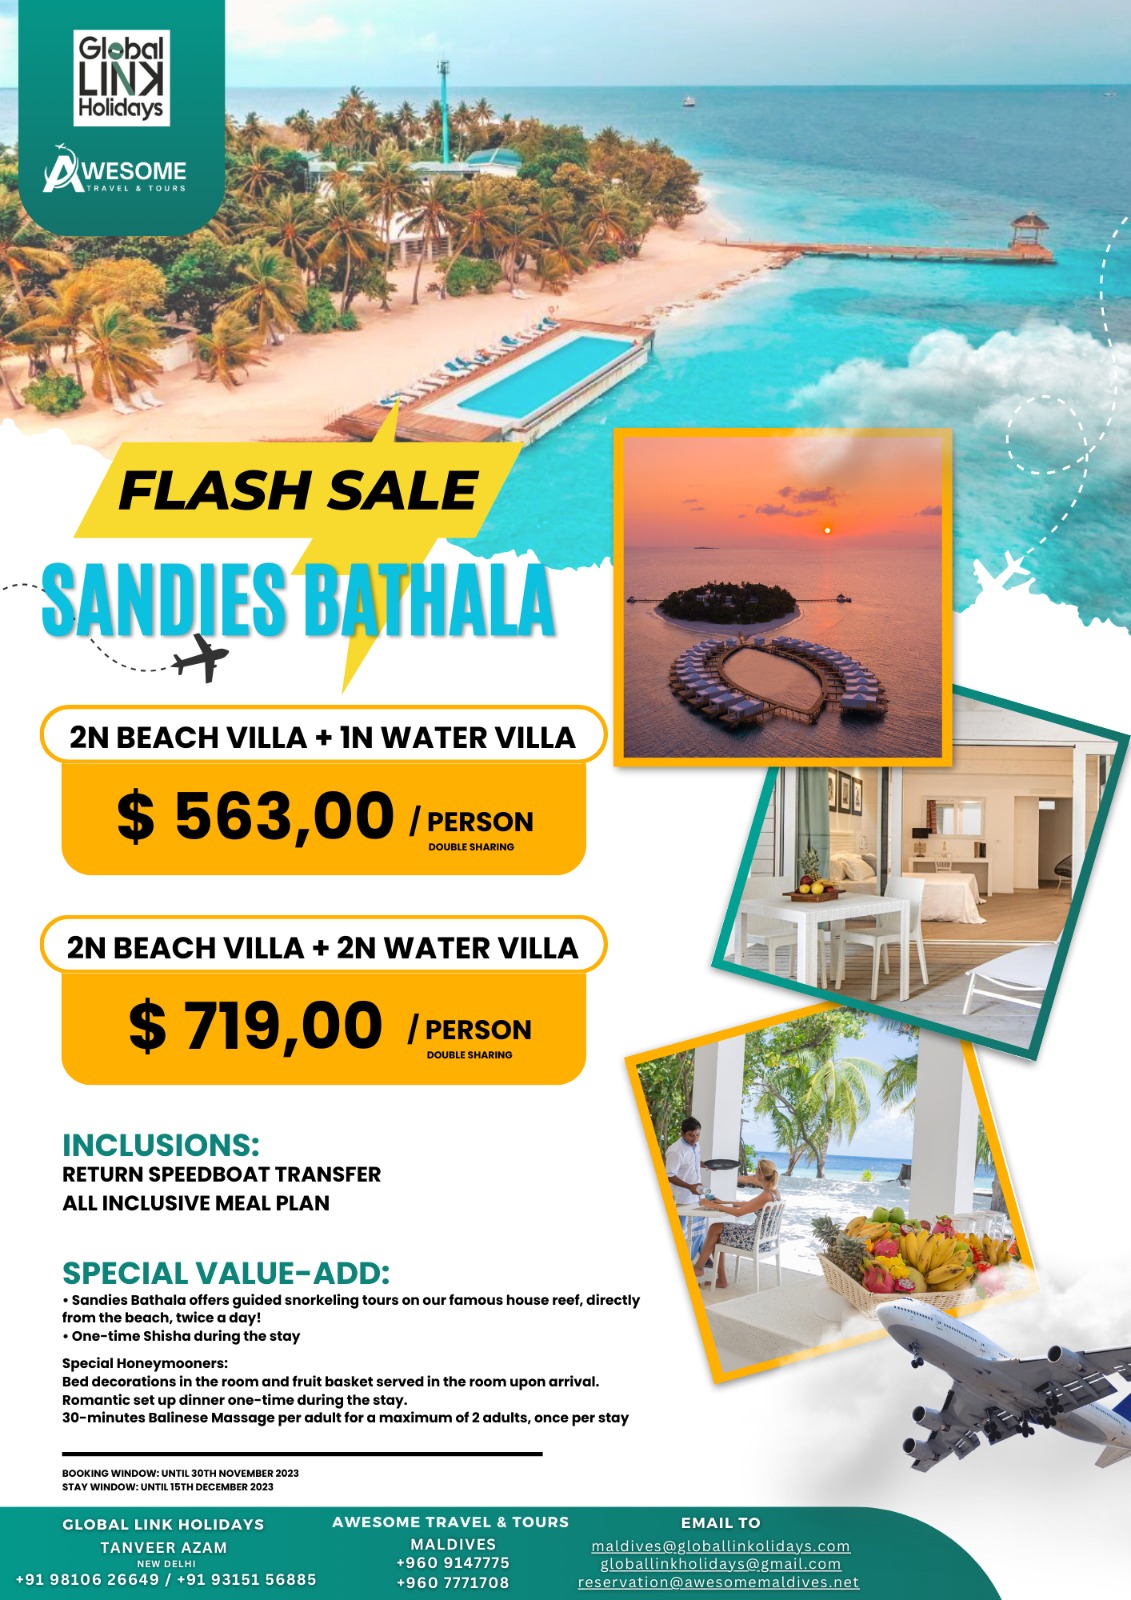 Global
LINK
Holidays
AWESOME
TRAVEL & TOURS
FLASH SALE
SANDIES BATHALA
2N BEACH VILLA + 1N WATER VILLA
$ 563,00 / PERSON
DOUBLE SHARING
2N BEACH VILLA + 2N WATER VILLA
$ 719,00 / PERSON
DOUBLE SHARING
INCLUSIONS:
RETURN SPEEDBOAT TRANSFER
ALL INCLUSIVE MEAL PLAN
SPECIAL VALUE-ADD:
• Sandies Bathala offers guided snorkeling tours on our famous house reef, directly
from the beach, twice a day!
• One-time Shisha during the stay
Special Honeymooners:
Bed decorations in the room and fruit basket served in the room upon arrival.
Romantic set up dinner one-time during the stay.
30-minutes Balinese Massage per adult for a maximum of 2 adults, once per stay
BOOKING WINDOW: UNTIL 30TH NOVEMBER 2023
STAY WINDOW: UNTIL 15TH DECEMBER 2023
GLOBAL LINK HOLIDAYS
TANVEER AZAM
NEW DELHI
+91 98106 26649 / +91 93151 56885
AWESOME TRAVEL & TOURS
MALDIVES
+960 9147775
+960 7771708
EMAIL TO
maldives@globallinkolidays.com
globallinkholidays@gmail.com
reservation@awesomemaldives.net